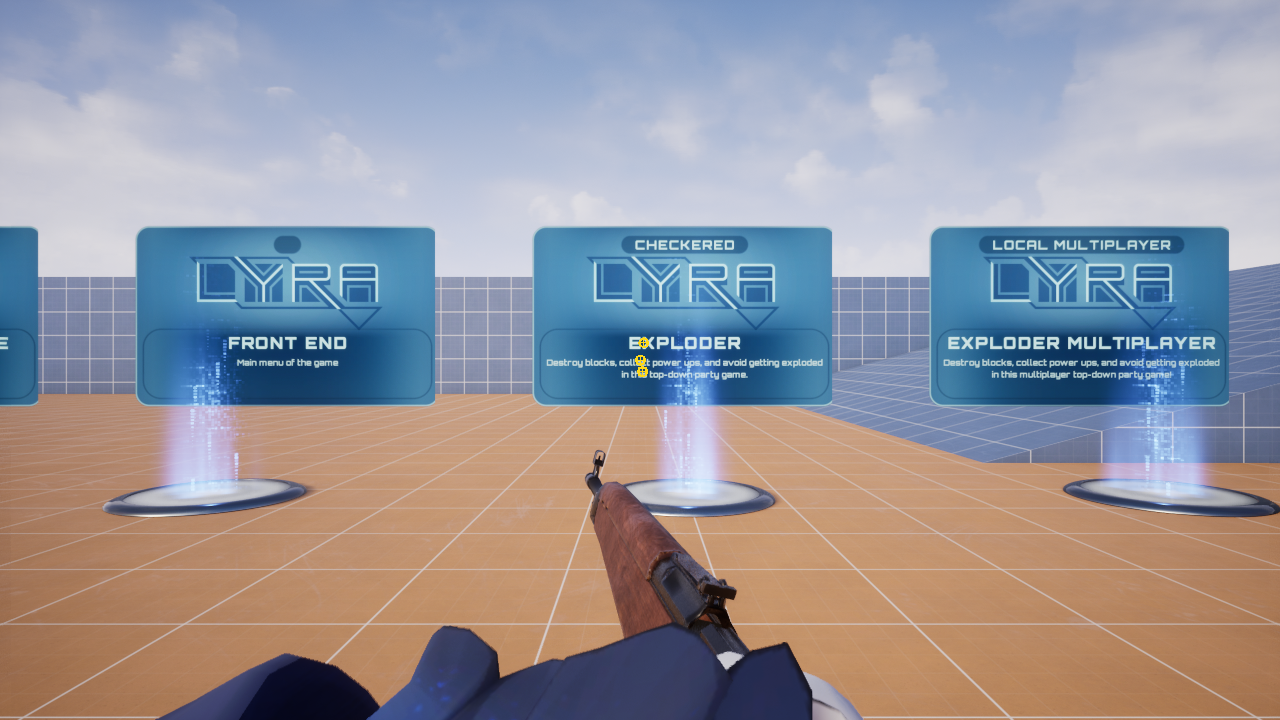 E
LYRA
FRONT END
Main menu of the game
CHECKERED
LYRA
EXPLODER
Destroy blocks, collect power ups, and avoid getting exploded
in this top-down party game.
LOCAL MULTIPLAYER
LYRA
EXPLODER MULTIPLAYER
Destroy blocks, collect power ups, and avoid getting exploded
in this multiplayer top-down party game!